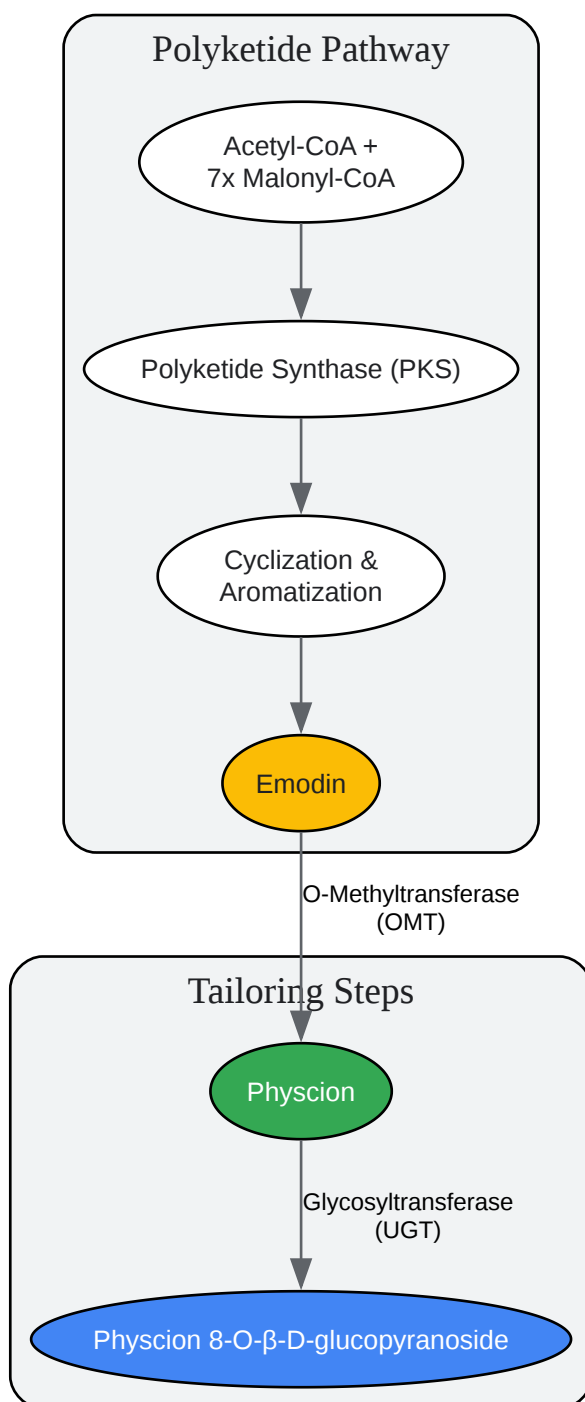 Polyketide Pathway
Acetyl-CoA +
7x Malonyl-CoA
Polyketide Synthase (PKS)
Cyclization &
Aromatization
Emodin
O-Methyltransferase
(OMT)
Tailoring Steps
Physcion
Glycosyltransferase
(UGT)
Physcion 8-O-β-D-glucopyranoside